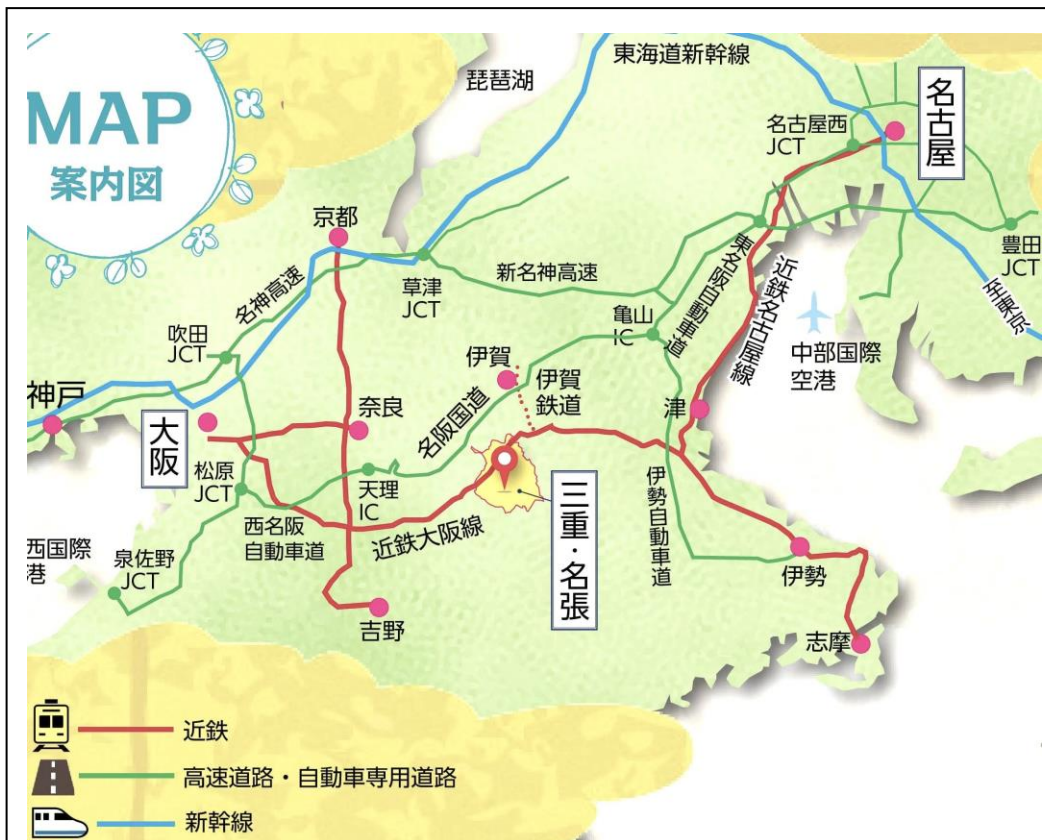 MAP
案内図
琵琶湖
東海道新幹線
名古屋西
JCT
名古屋
京都
豊田
JCT
名神高速
草津
JCT
新名神高速
東名阪自動車道
近鉄名古屋線
至東京
吹田
JCT
亀山
IC
中部国際
空港
神戸
大阪
奈良
伊賀
伊賀
鉄道
名阪国道
津
松原
JCT
天理
IC
西名阪
自動車道
近鉄大阪線
三重・名張
伊勢自動車道
西国際
港
泉佐野
JCT
吉野
伊勢
志摩
近鉄
高速道路・自動車専用道路
新幹線